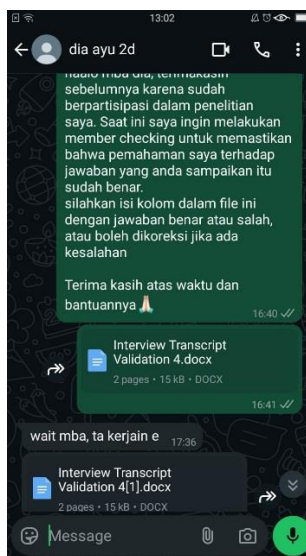 13:02
dia ayu 2d
haalo mba dia, terimakasih
sebelumnya karena sudah
berpartisipasi dalam penelitian
saya. Saat ini saya ingin melakukan
member checking untuk memastikan
bahwa pemahaman saya terhadap
jawaban yang anda sampaikan itu
sudah benar.
silahkan isi kolom dalam file ini
dengan jawaban benar atau salah,
atau boleh dikoreksi jika ada
kesalahan
Terima kasih atas waktu dan
bantuannya 🙏🏻
16:40
Interview Transcript
Validation 4.docx
2 pages • 15 kB • DOCX
16:41
wait mba, ta kerjain e 17:36
Interview Transcript
Validation 4[1].docx
2 pages • 15 kB • DOCX
Message